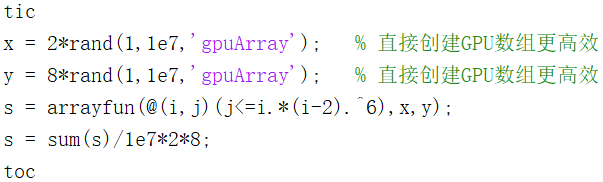 tic
x = 2*rand(1,1e7,'gpuArray');   % 直接创建GPU数组更高效
y = 8*rand(1,1e7,'gpuArray');   % 直接创建GPU数组更高效
s = arrayfun(@(i,j)(j<=i.*(i-2).^6),x,y);
s = sum(s)/1e7*2*8;
toc